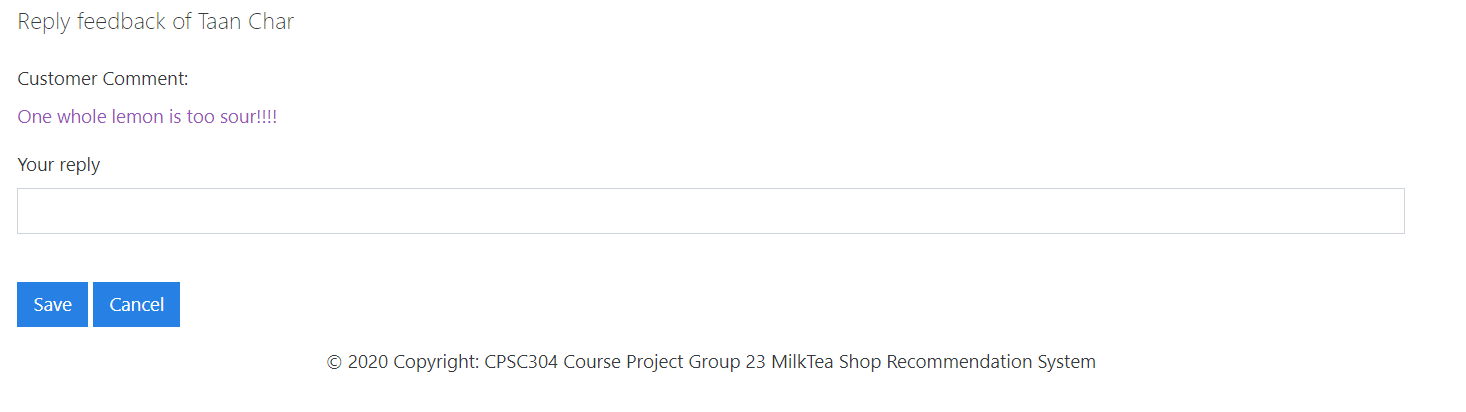 Reply feedback of Taan Char
Customer Comment:
One whole lemon is too sour!!!!
Your reply
Save Cancel
© 2020 Copyright: CPSC304 Course Project Group 23 MilkTea Shop Recommendation System